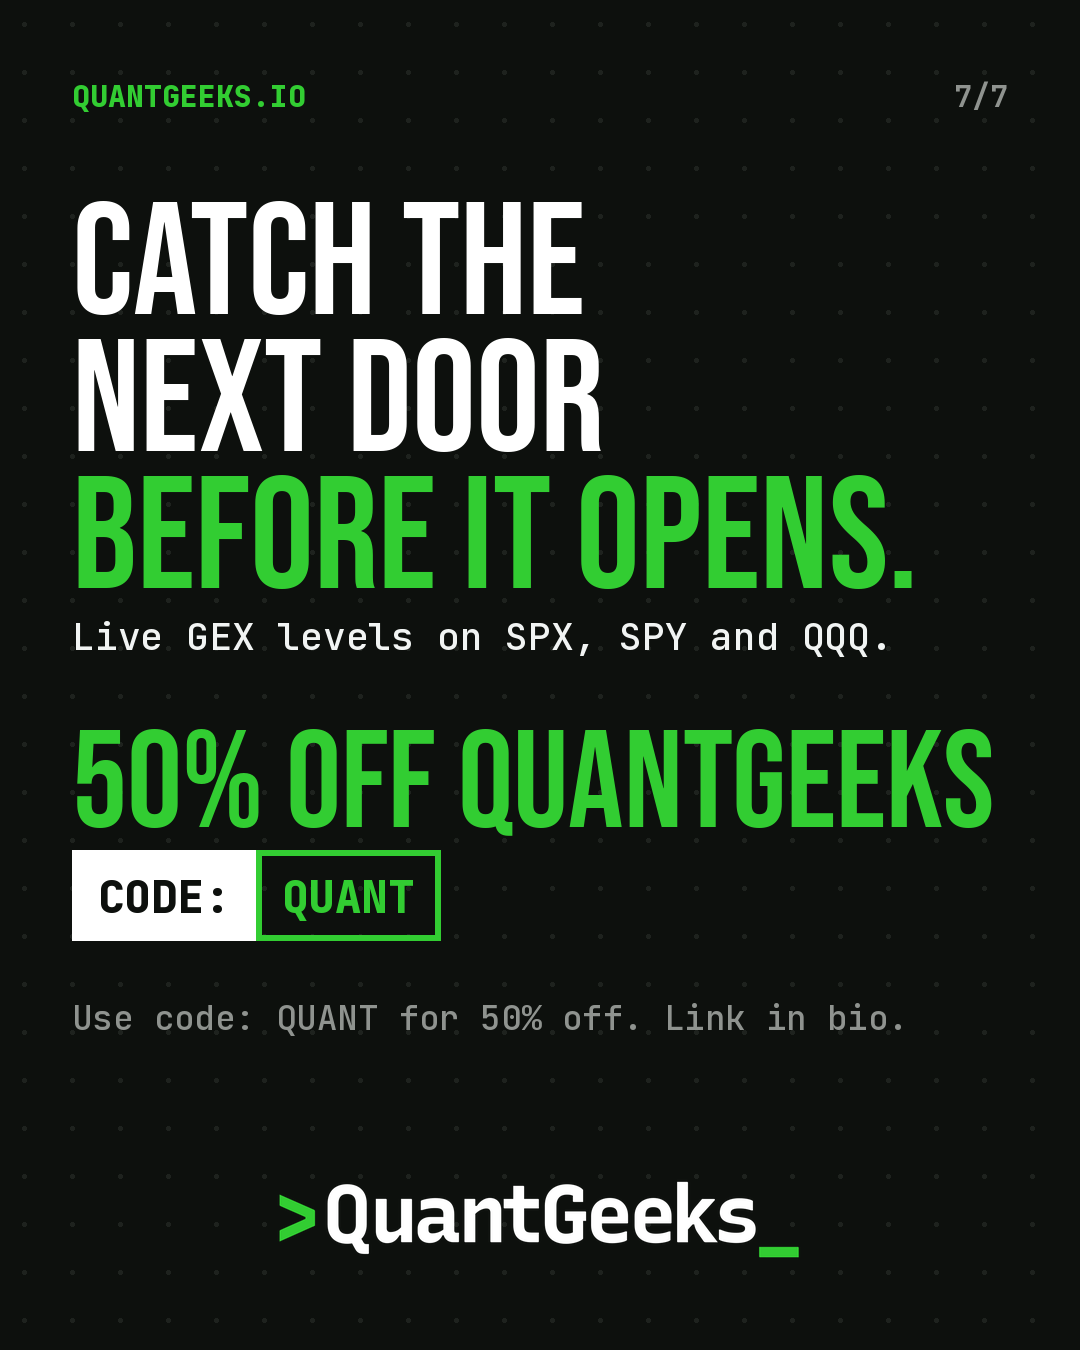 QUANTGEEKS.IO
7/7
CATCH THE
NEXT DOOR
BEFORE IT OPENS.
Live GEX levels on SPX, SPY and QQQ.
50% OFF QUANTGEEKS
CODE: QUANT
Use code: QUANT for 50% off. Link in bio.
>QuantGeeks_